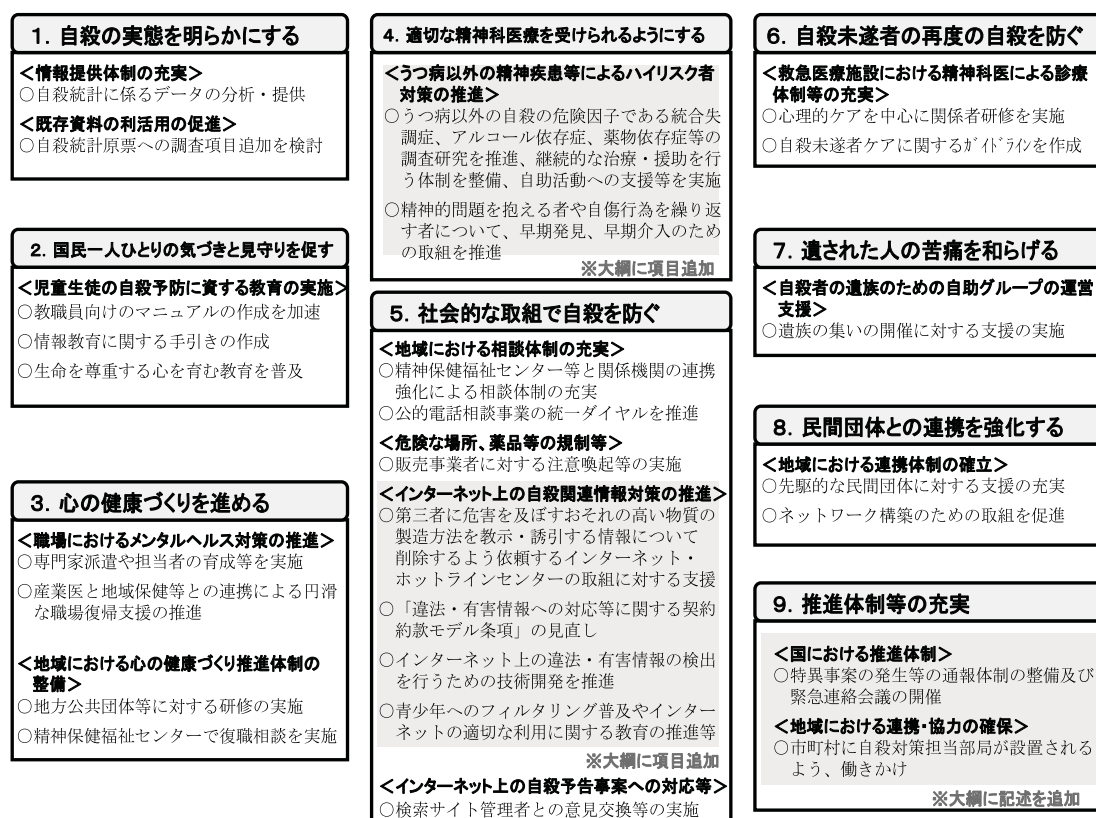 1．自殺の実態を明らかにする
＜情報提供体制の充実＞
○自殺統計に係るデータの分析・提供
＜既存資料の利活用の促進＞
○自殺統計原票への調査項目追加を検討
2．国民一人ひとりの気づきと見守りを促す
＜児童生徒の自殺予防に資する教育の実施＞
○教職員向けのマニュアルの作成を加速
○情報教育に関する手引きの作成
○生命を尊重する心を育む教育を普及
3．心の健康づくりを進める
＜職場におけるメンタルヘルス対策の推進＞
○専門家派遣や担当者の育成等を実施
○産業医と地域保健等との連携による円滑
な職場復帰支援の推進
＜地域における心の健康づくり推進体制の
整備＞
○地方公共団体等に対する研修の実施
○精神保健福祉センターで復職相談を実施
4．適切な精神科医療を受けられるようにする
＜うつ病以外の精神疾患等によるハイリスク者
対策の推進＞
○うつ病以外の自殺の危険因子である統合失
調症、アルコール依存症、薬物依存症等の
調査研究を推進、継続的な治療・援助を行
う体制を整備、自助活動への支援等を実施
○精神的問題を抱える者や自傷行為を繰り返
す者について、早期発見、早期介入のため
の取組を推進
※大綱に項目追加
5．社会的な取組で自殺を防ぐ
＜地域における相談体制の充実＞
○精神保健福祉センター等と関係機関の連携
強化による相談体制の充実
○公的電話相談事業の統一ダイヤルを推進
＜危険な場所、薬品等の規制等＞
○販売事業者に対する注意喚起等の実施
＜インターネット上の自殺関連情報対策の推進＞
○第三者に危害を及ぼすおそれの高い物質の
製造方法を教示・誘引する情報について
削除するよう依頼するインターネット・
ホットラインセンターの取組に対する支援
○「違法・有害情報への対応等に関する契約
約款モデル条項」の見直し
○インターネット上の違法・有害情報の検出
を行うための技術開発を推進
○青少年へのフィルタリング普及やインター
ネットの適切な利用に関する教育の推進等
※大綱に項目追加
＜インターネット上の自殺予告事案への対応等＞
○検索サイト管理者との意見交換等の実施
6．自殺未遂者の再度の自殺を防ぐ
＜救急医療施設における精神科医による診療
体制等の充実＞
○心理的ケアを中心に関係者研修を実施
○自殺未遂者ケアに関するｶﾞｲﾄﾞﾗｲﾝを作成
7．遺された人の苦痛を和らげる
＜自殺者の遺族のための自助グループの運営
支援＞
○遺族の集いの開催に対する支援の実施
8．民間団体との連携を強化する
＜地域における連携体制の確立＞
○先駆的な民間団体に対する支援の充実
○ネットワーク構築のための取組を促進
9．推進体制等の充実
＜国における推進体制＞
○特異事案の発生等の通報体制の整備及び
緊急連絡会議の開催
＜地域における連携・協力の確保＞
○市町村に自殺対策担当部局が設置される
よう、働きかけ
※大綱に記述を追加